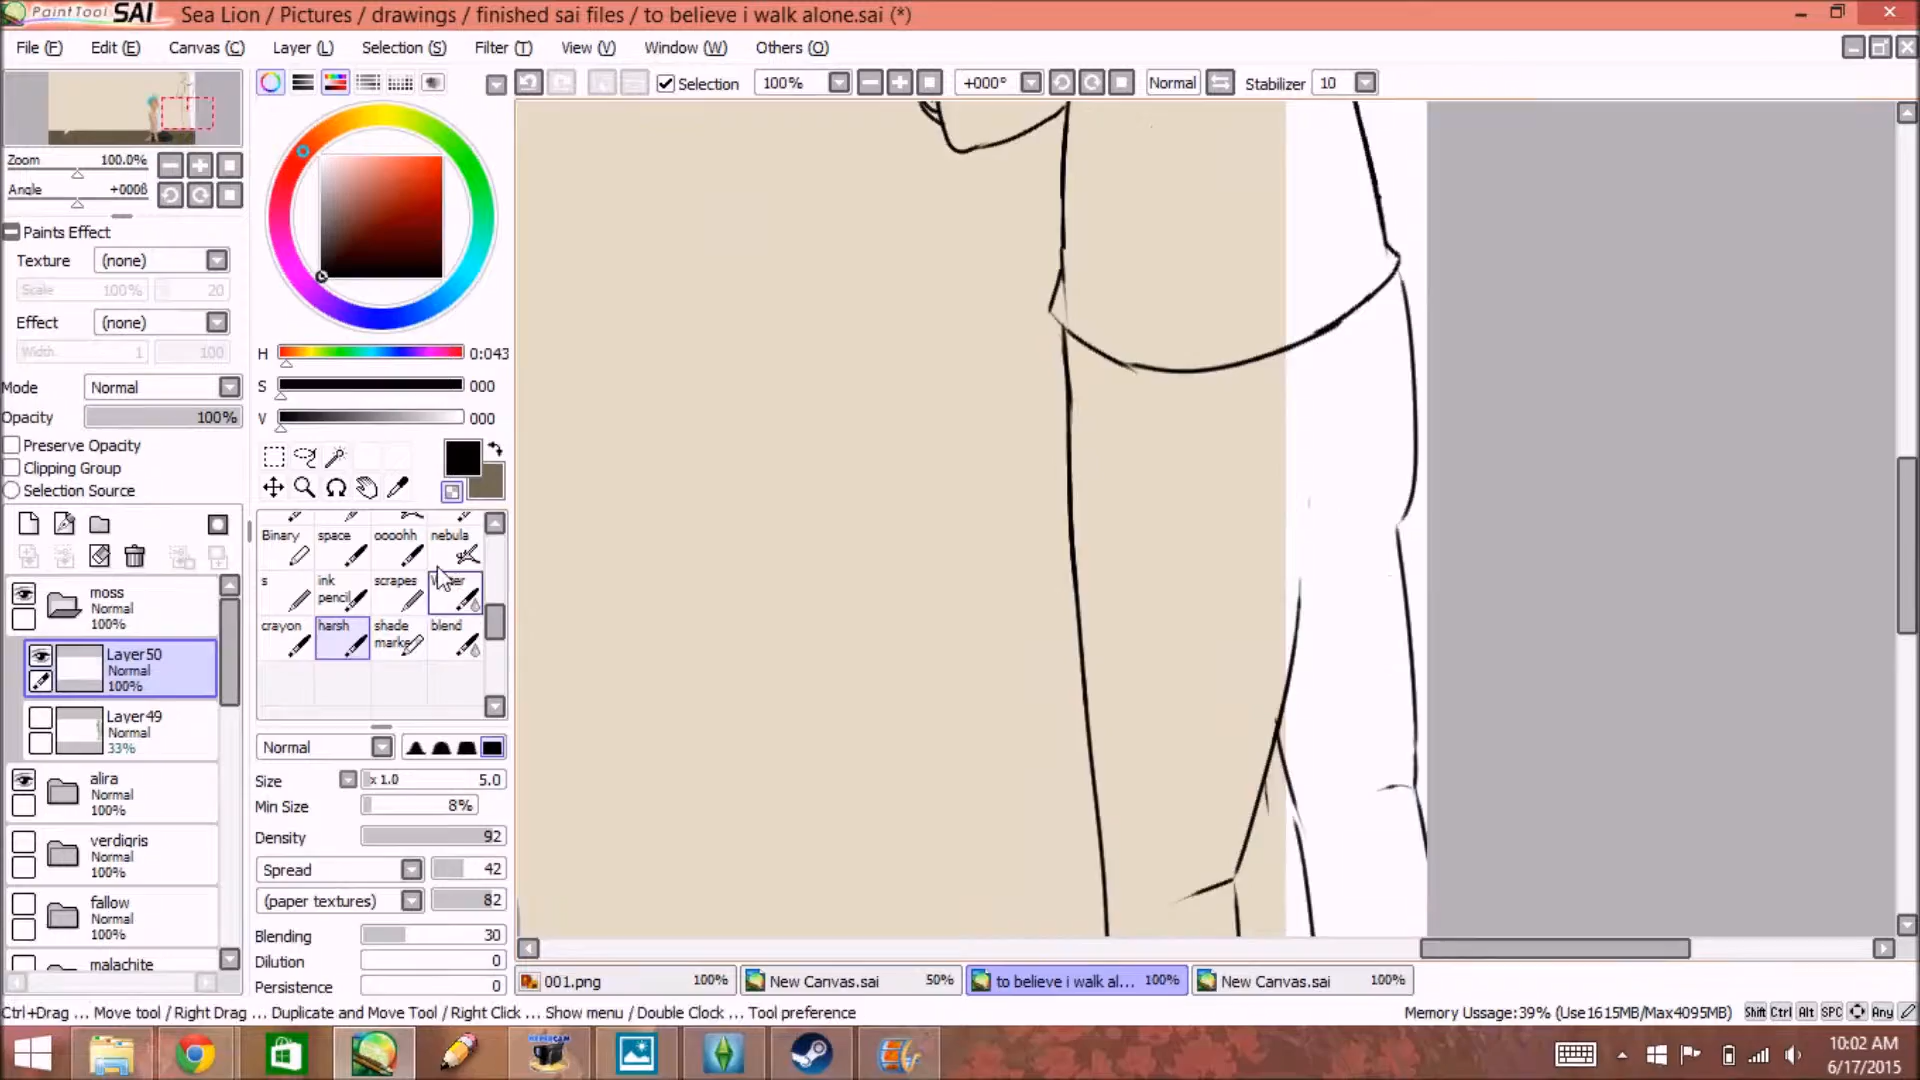 PaintTool SAI Sea Lion / Pictures / drawings / finished sai files / to believe i walk alone.sai (*)
File (F) Edit (E) Canvas (C) Layer (L) Selection (S) Filter (T) View (V) Window (W) Others (O)
Selection 100% +000° Normal Stabilizer 10
Zoom 100.0%
Angle +000ß
Paints Effect
Texture (none)
Scale 100% 20
Effect (none)
Width 1 100
Mode Normal
Opacity 100%
Preserve Opacity
Clipping Group
Selection Source
moss
Normal
100%
Layer50
Normal
100%
Layer49
Normal
33%
alira
Normal
100%
verdigris
Normal
100%
fallow
Normal
100%
malachite
H 0:043
S 000
V 000
Binary space ooohh nebula
s ink pencil scrapes
crayon harsh shade marke blend
Normal
Size x 1.0 5.0
Min Size 8%
Density 92
Spread 42
(paper textures) 82
Blending 30
Dilution 0
Persistence 0
001.png 100% New Canvas.sai 50% to believe i walk al... 100% New Canvas.sai 100%
Ctrl+Drag ... Move tool / Right Drag ... Duplicate and Move Tool / Right Click ... Show menu / Double Clock ... Tool preference
Memory Ussage:39% (Use1615MB/Max4095MB) Shift Ctrl Alt SPC Any
HYPERCAM
10:02 AM
6/17/2015